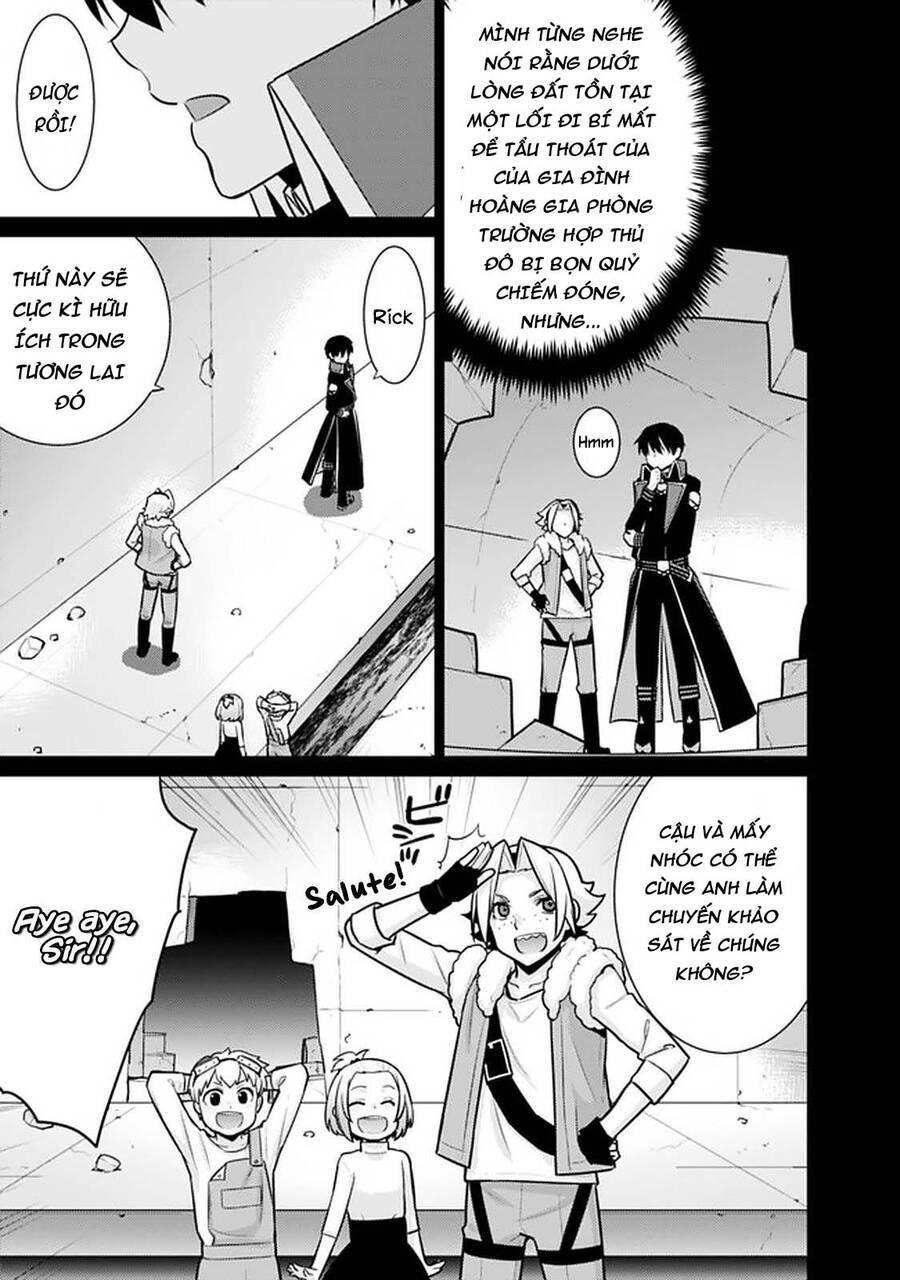 MÌNH TỪNG NGHE
NÓI RẰNG DƯỚI
LÒNG ĐẤT TỒN TẠI
MỘT LỐI ĐI BÍ MẤT
ĐỂ TẨU THOÁT CỦA
CỦA GIA ĐÌNH
HOÀNG GIA PHÒNG
TRƯỜNG HỢP THỦ
ĐÔ BỊ BỌN QUỶ
CHIẾM ĐÓNG,
NHƯNG...
Hmm
ĐƯỢC
RỒI!
Rick
THỨ NÀY SẼ
CỰC KÌ HỮU
ÍCH TRONG
TƯƠNG LAI
ĐÓ
CẬU VÀ MẤY
NHÓC CÓ THỂ
CÙNG ANH LÀM
CHUYẾN KHẢO
SÁT VỀ CHÚNG
KHÔNG?
ビッ
Salute!
Aye aye,
Sir!!